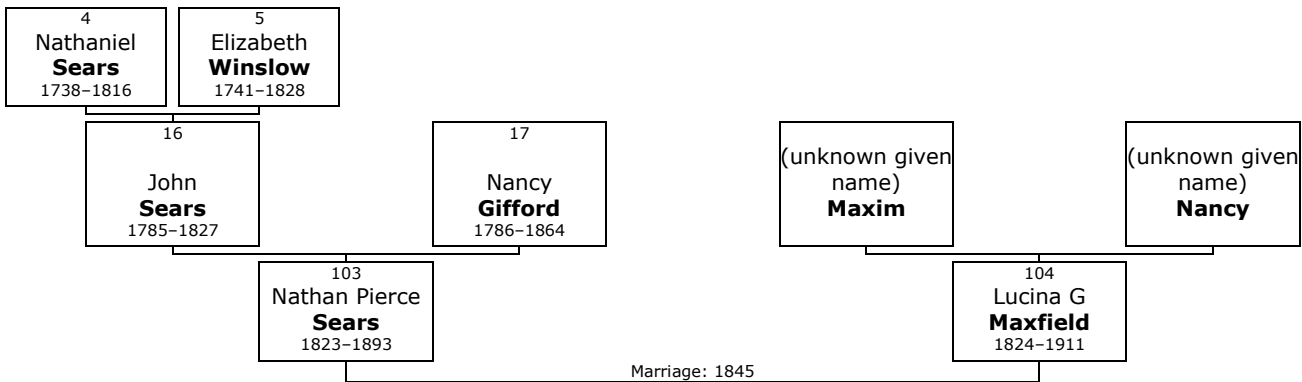 4
Nathaniel
Sears
1738–1816
5
Elizabeth
Winslow
1741–1828
16
John
Sears
1785–1827
17
Nancy
Gifford
1786–1864
(unknown given
name)
Maxim
(unknown given
name)
Nancy
103
Nathan Pierce
Sears
1823–1893
104
Lucina G
Maxfield
1824–1911
Marriage: 1845